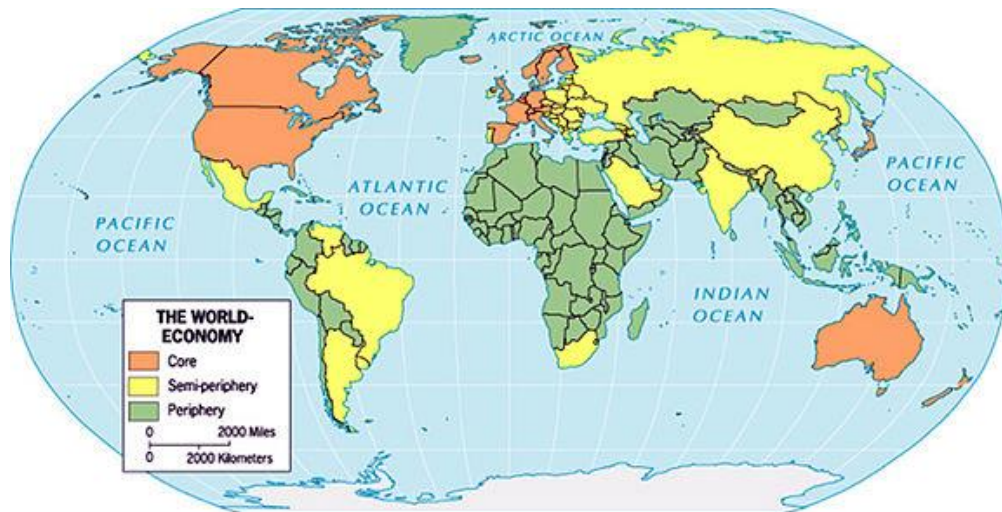 ARCTIC OCEAN
ATLANTIC
OCEAN
PACIFIC
OCEAN
PACIFIC
OCEAN
INDIAN
OCEAN
THE WORLD-
ECONOMY
Core
Semi-periphery
Periphery
0 2000 Miles
0 2000 Kilometers